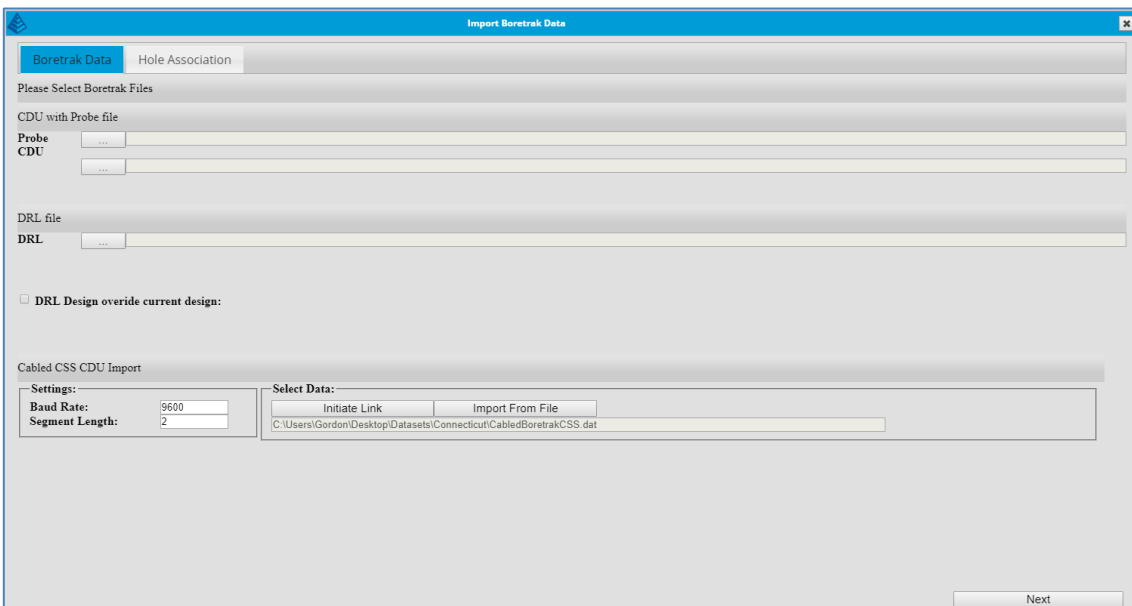 Import Boretrak Data
Boretrak Data Hole Association
Please Select Boretrak Files
CDU with Probe file
Probe ...
CDU
...
DRL file
DRL ...
DRL Design overide current design:
Cabled CSS CDU Import
Settings: Select Data:
Baud Rate: 9600 Initiate Link Import From File
Segment Length: 2 C:\Users\Gordon\Desktop\Datasets\Connecticut\CabledBoretrakCSS.dat
Next